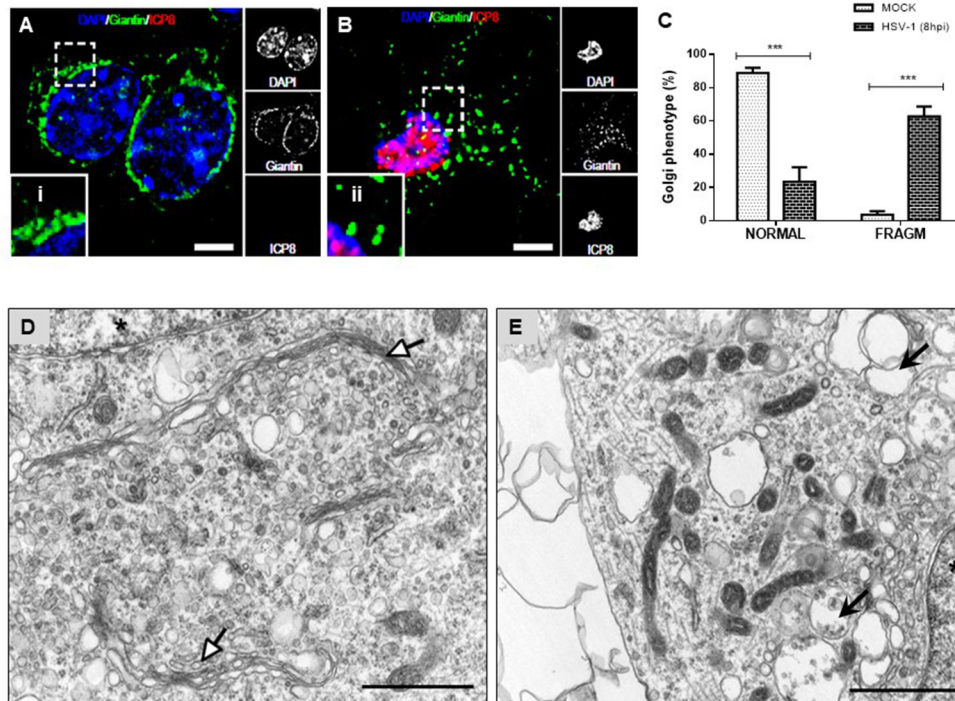 A
DAPI/Giantin/ICP8
DAPI
Giantin
ICP8
i
B
DAPI/Giantin/ICP8
DAPI
Giantin
ICP8
ii
C
MOCK
HSV-1 (8hpi)
***
***
Golgi phenotype (%)
100
80
60
40
20
0
NORMAL
FRAGM
D
*
E
*